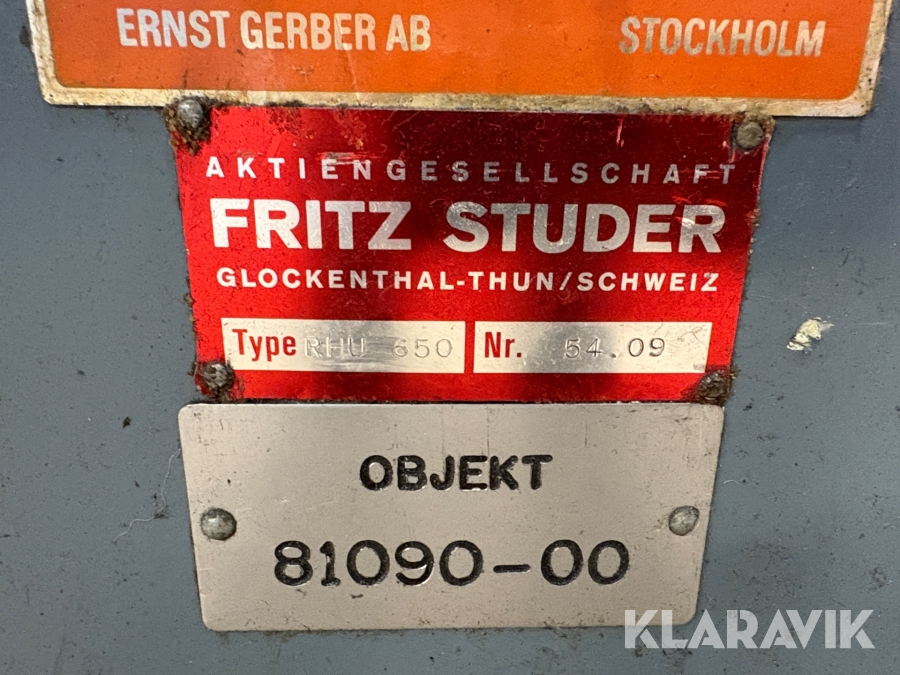 ERNST GERBER AB STOCKHOLM
AKTIENGESELLSCHAFT
FRITZ STUDER
GLOCKENTHAL-THUN/SCHWEIZ
Type RHU 650 Nr. 54.09
OBJEKT
81090-00
KLARAVIK